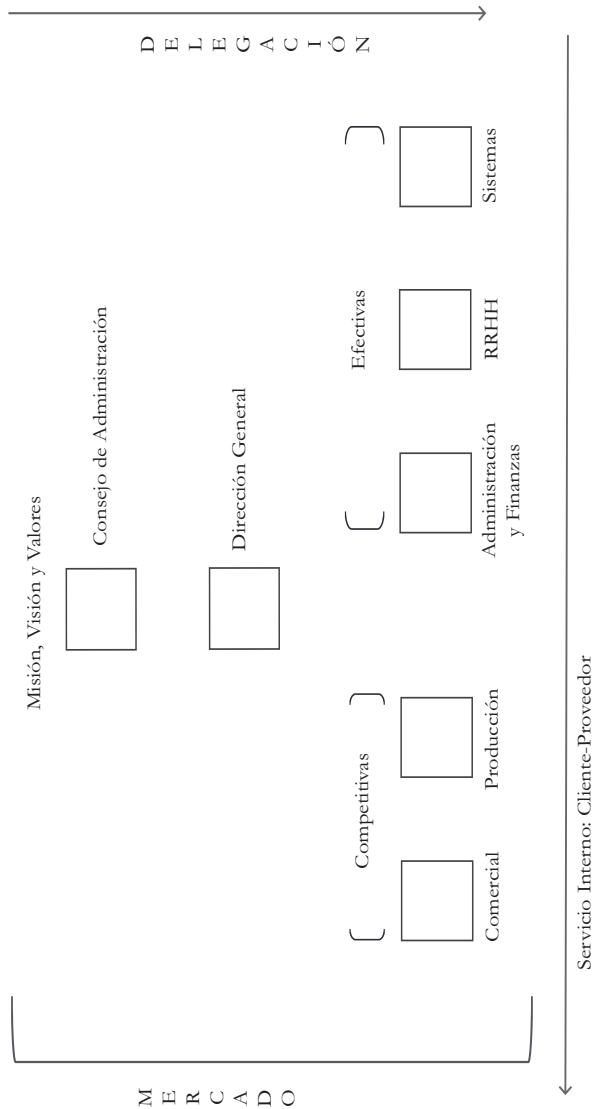 Misión, Visión y Valores
Consejo de Administración
Dirección General
MERCADO
DELEGACIÓN
Competitivas
Efectivas
Comercial
Producción
Administración
y Finanzas
RRHH
Sistemas
Servicio Interno: Cliente-Proveedor